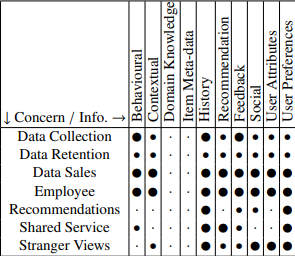 Behavioural
Contextual
Domain Knowledge
Item Meta-data
History
Recommendation
Feedback
Social
User Attributes
User Preferences
↓ Concern / Info. →
Data Collection
Data Retention
Data Sales
Employee
Recommendations
Shared Service
Stranger Views